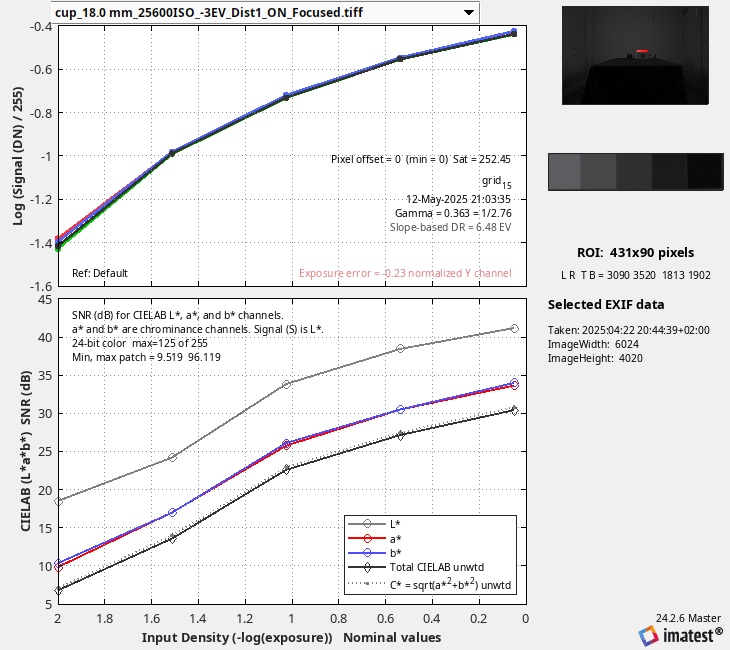 cup_18.0 mm_25600ISO_-3EV_Dist1_ON_Focused.tiff
-0.4
-0.6
-0.8
-1
-1.2
-1.4
-1.6
Log (Signal (DN) / 255)
Pixel offset = 0 (min = 0) Sat = 252.45
grid15
12-May-2025 21:03:35
Gamma = 0.363 = 1/2.76
Slope-based DR = 6.48 EV
Ref: Default
Exposure error = -0.23 normalized Y channel
ROI: 431x90 pixels
L R T B = 3090 3520 1813 1902
Selected EXIF data
Taken: 2025:04:22 20:44:39+02:00
ImageWidth: 6024
ImageHeight: 4020
45
40
35
30
25
20
15
10
5
CIELAB (L*a*b*) SNR (dB)
SNR (dB) for CIELAB L*, a*, and b* channels.
a* and b* are chrominance channels. Signal (S) is L*.
24-bit color max=125 of 255
Min, max patch = 9.519 96.119
L*
a*
b*
Total CIELAB unwtd
C* = sqrt(a*2+b*2) unwtd
2 1.8 1.6 1.4 1.2 1 0.8 0.6 0.4 0.2 0
Input Density (-log(exposure)) Nominal values
24.2.6 Master
imatest®